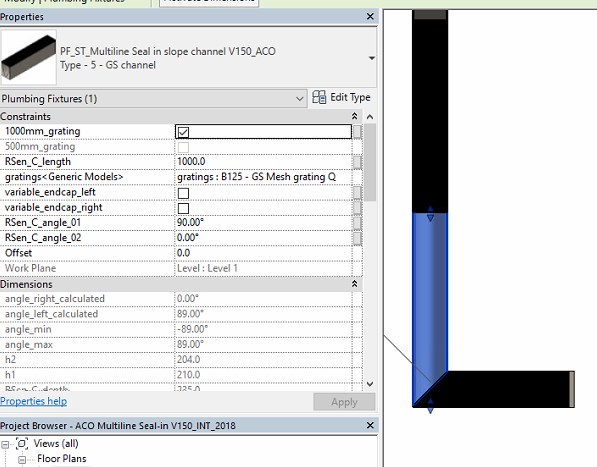 Modify | Plumbing Fixtures
Activate Dimensions
Properties
PF_ST_Multiline Seal in slope channel V150_ACO
Type - 5 - GS channel
Plumbing Fixtures (1)
Edit Type
Constraints
1000mm_grating
500mm_grating
RSen_C_length 1000.0
gratings<Generic Models> gratings : B125 - GS Mesh grating Q
variable_endcap_left
variable_endcap_right
RSen_C_angle_01 90.00°
RSen_C_angle_02 0.00°
Offset 0.0
Work Plane Level : Level 1
Dimensions
angle_right_calculated 0.00°
angle_left_calculated 89.00°
angle_min -89.00°
angle_max 89.00°
h2 204.0
h1 210.0
Properties help
Apply
Project Browser - ACO Multiline Seal-in V150_INT_2018
Views (all)
Floor Plans